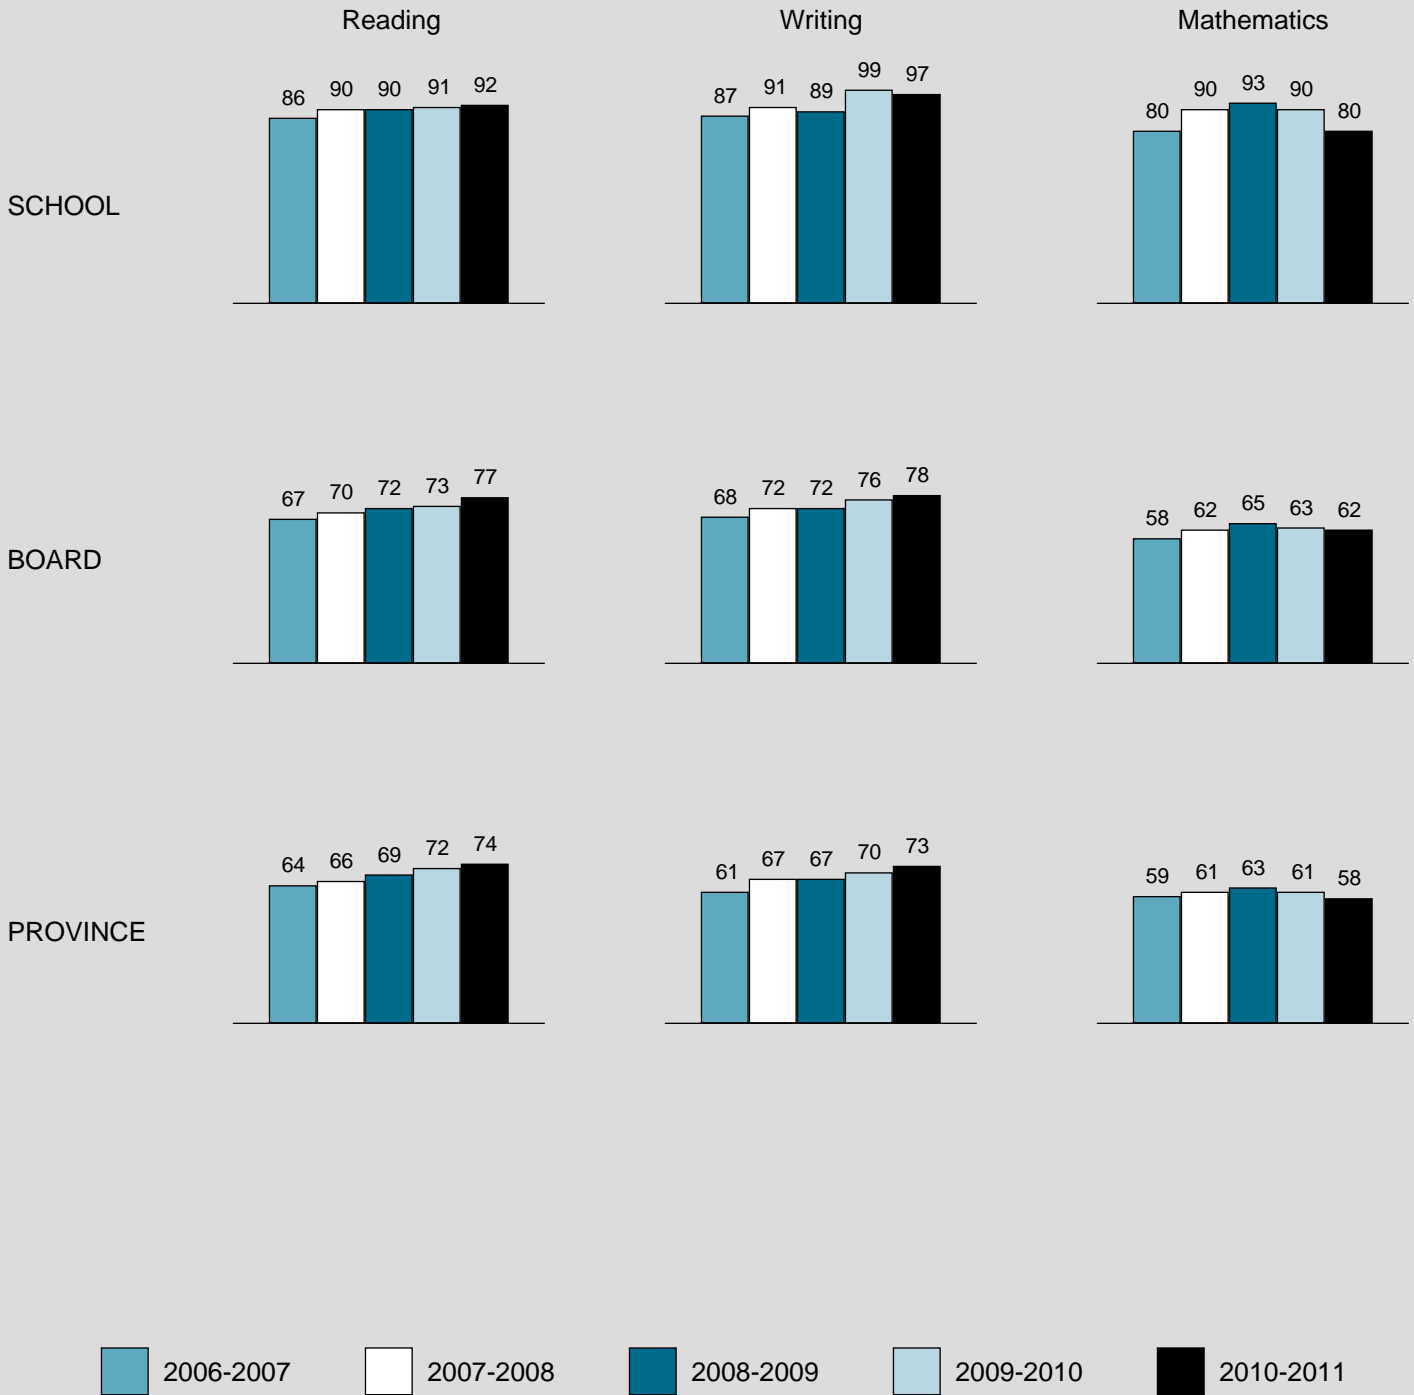 Reading Writing Mathematics
86 90 90 91 92 87 91 89 99 97 80 90 93 90 80
SCHOOL
67 70 72 73 77 68 72 72 76 78 58 62 65 63 62
BOARD
64 66 69 72 74 61 67 67 70 73 59 61 63 61 58
PROVINCE
2006-2007 2007-2008 2008-2009 2009-2010 2010-2011